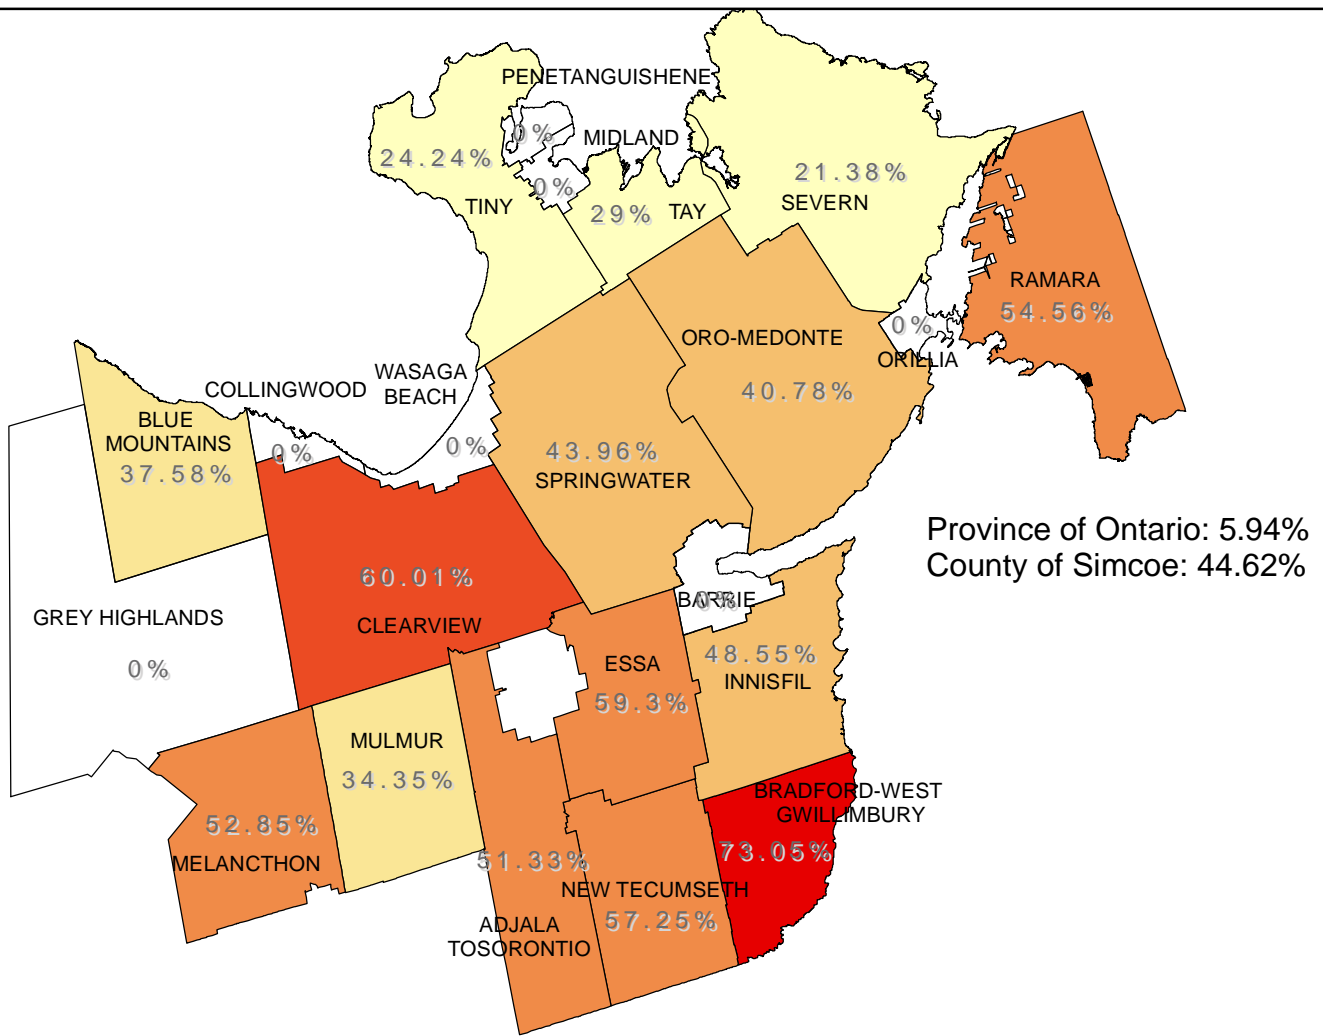 PENETANGUISHENE
0%
MIDLAND
24.24%
TINY
0%
29%
TAY
21.38%
SEVERN
RAMARA
54.56%
ORO-MEDONTE
40.78%
0%
ORILLIA
WASAGA
BEACH
0%
COLLINGWOOD
0%
BLUE
MOUNTAINS
37.58%
43.96%
SPRINGWATER
Province of Ontario: 5.94%
County of Simcoe: 44.62%
60.01%
CLEARVIEW
BARRIE
0%
GREY HIGHLANDS
0%
ESSA
59.3%
48.55%
INNISFIL
MULMUR
34.35%
BRADFORD-WEST
GWILLIMBURY
73.05%
52.85%
MELANCTHON
51.33%
ADJALA
TOSORONTIO
NEW TECUMSETH
57.25%